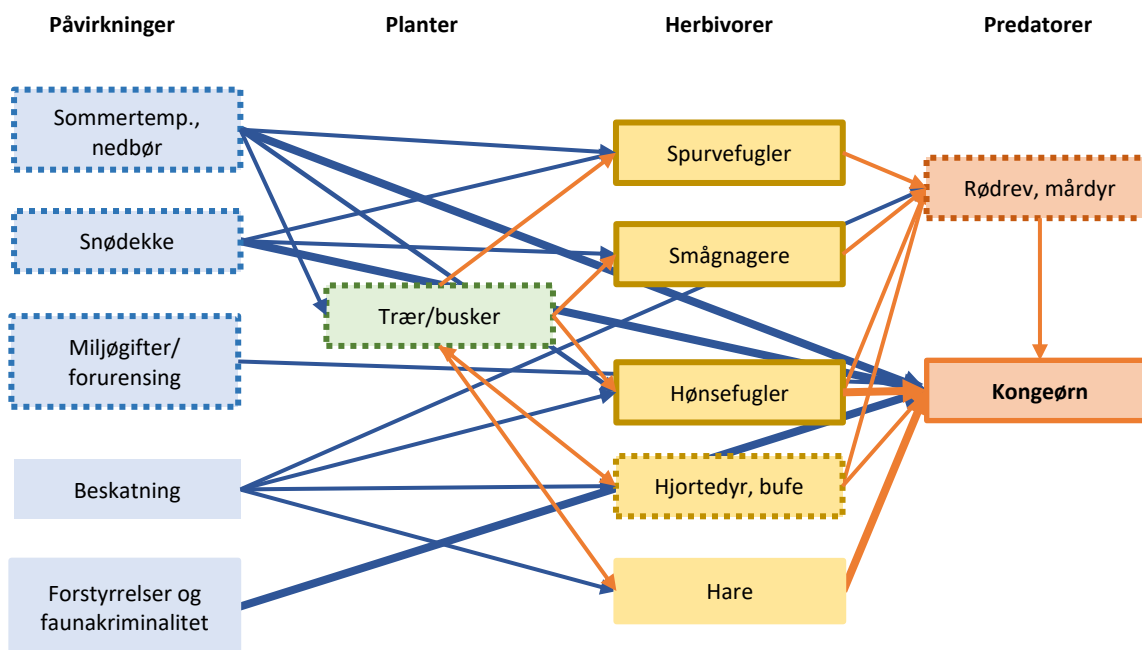 Påvirkninger
Planter
Herbivorer
Predatorer
Sommertemp.,
nedbør
Snødekke
Miljøgifter/
forurensing
Beskatning
Forstyrrelser og
faunakriminalitet
Trær/busker
Spurvefugler
Smågnagere
Hønsefugler
Hjortedyr, bufe
Hare
Rødrev, mårdyr
Kongeørn